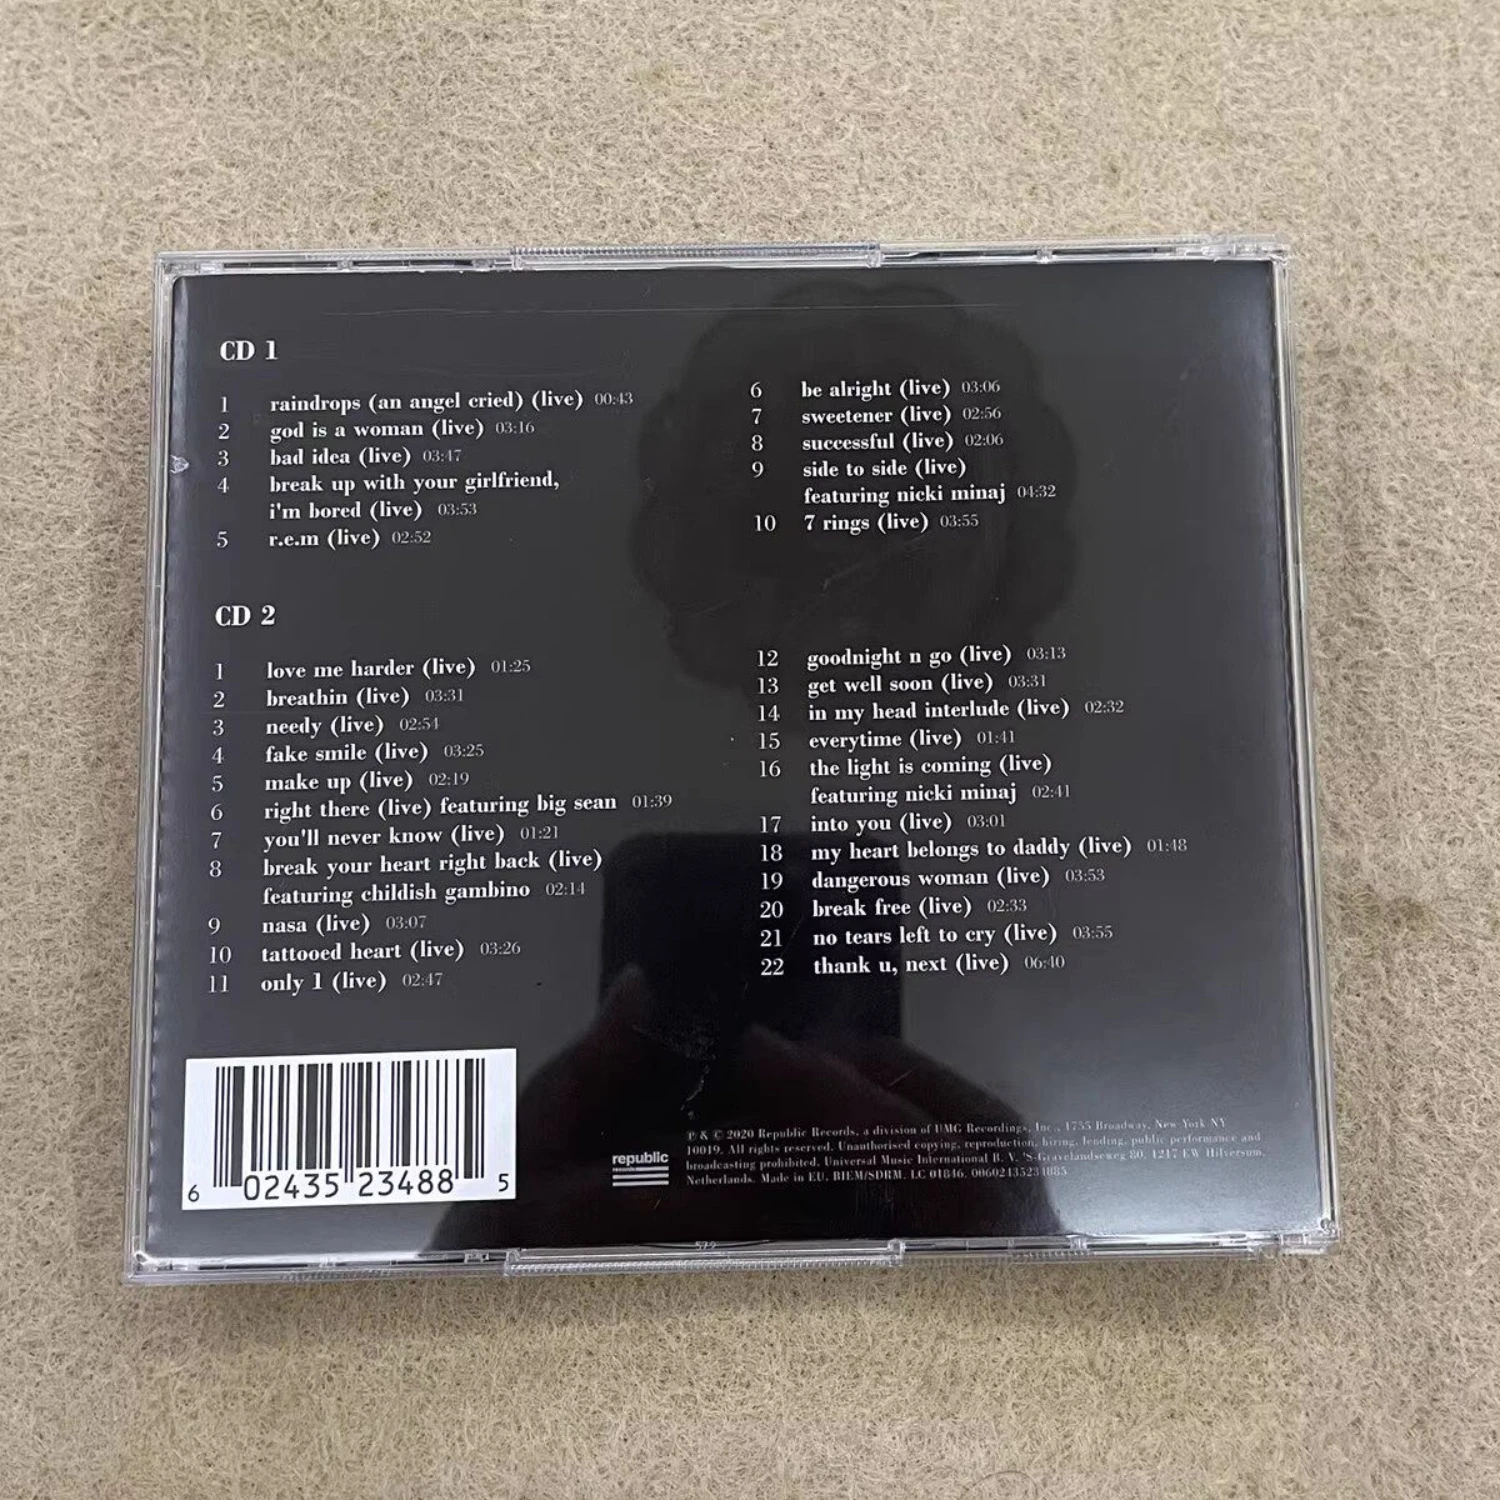 CD 1
1 raindrops (an angel cried) (live) 00:43
2 god is a woman (live) 03:16
3 bad idea (live) 03:47
4 break up with your girlfriend,
i'm bored (live) 03:53
5 r.e.m (live) 02:52
6 be alright (live) 03:06
7 sweetener (live) 02:56
8 successful (live) 02:06
9 side to side (live)
featuring nicki minaj 04:32
10 7 rings (live) 03:55
CD 2
1 love me harder (live) 01:25
2 breathin (live) 03:31
3 needy (live) 02:54
4 fake smile (live) 03:25
5 make up (live) 02:19
6 right there (live) featuring big sean 01:39
7 you'll never know (live) 01:21
8 break your heart right back (live)
featuring childish gambino 02:14
9 nasa (live) 03:07
10 tattooed heart (live) 03:26
11 only 1 (live) 02:47
12 goodnight n go (live) 03:13
13 get well soon (live) 03:31
14 in my head interlude (live) 02:32
15 everytime (live) 01:41
16 the light is coming (live)
featuring nicki minaj 02:41
17 into you (live) 03:01
18 my heart belongs to daddy (live) 01:48
19 dangerous woman (live) 03:53
20 break free (live) 02:33
21 no tears left to cry (live) 03:55
22 thank u, next (live) 06:40
6 02435 23488 5
republic
records
℗ & © 2020 Republic Records, a division of UMG Recordings, Inc., 1755 Broadway, New York NY
10019. All rights reserved. Unauthorised copying, reproduction, hiring, lending, public performance and
broadcasting prohibited. Universal Music International B. V. 'S-Gravelandseweg 80, 1217 EW Hilversum,
Netherlands. Made in EU. BIEM/SDRM. LC 01846. 00602435234885